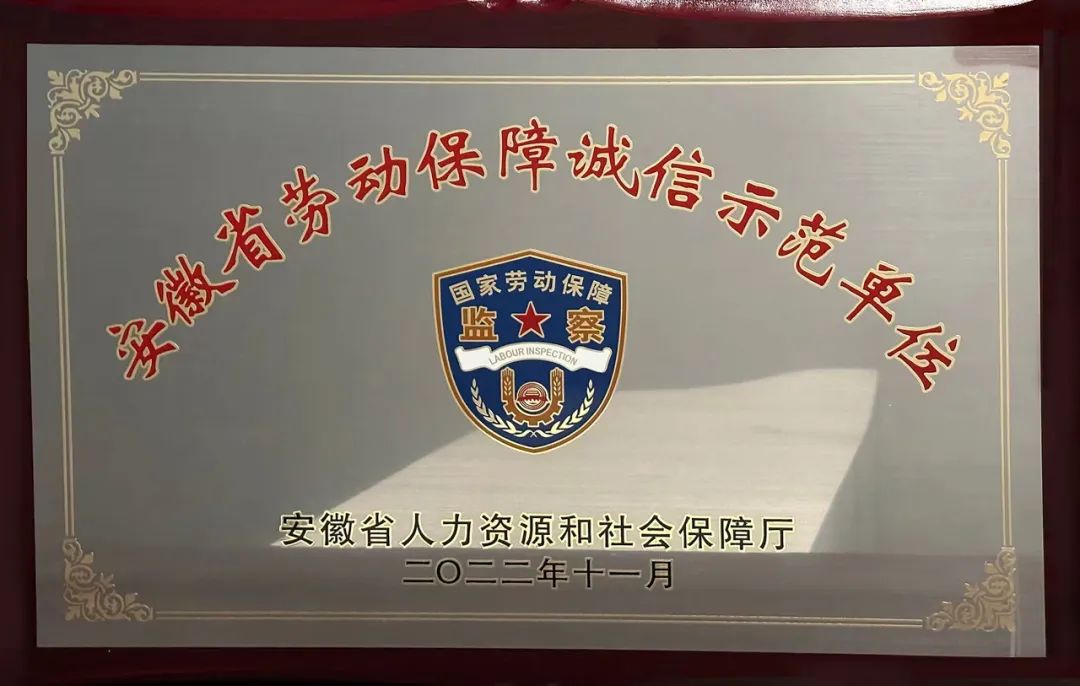 安徽省劳动保障诚信示范单位
国家劳动保障
监察
LABOUR INSPECTION
安徽省人力资源和社会保障厅
二〇二二年十一月